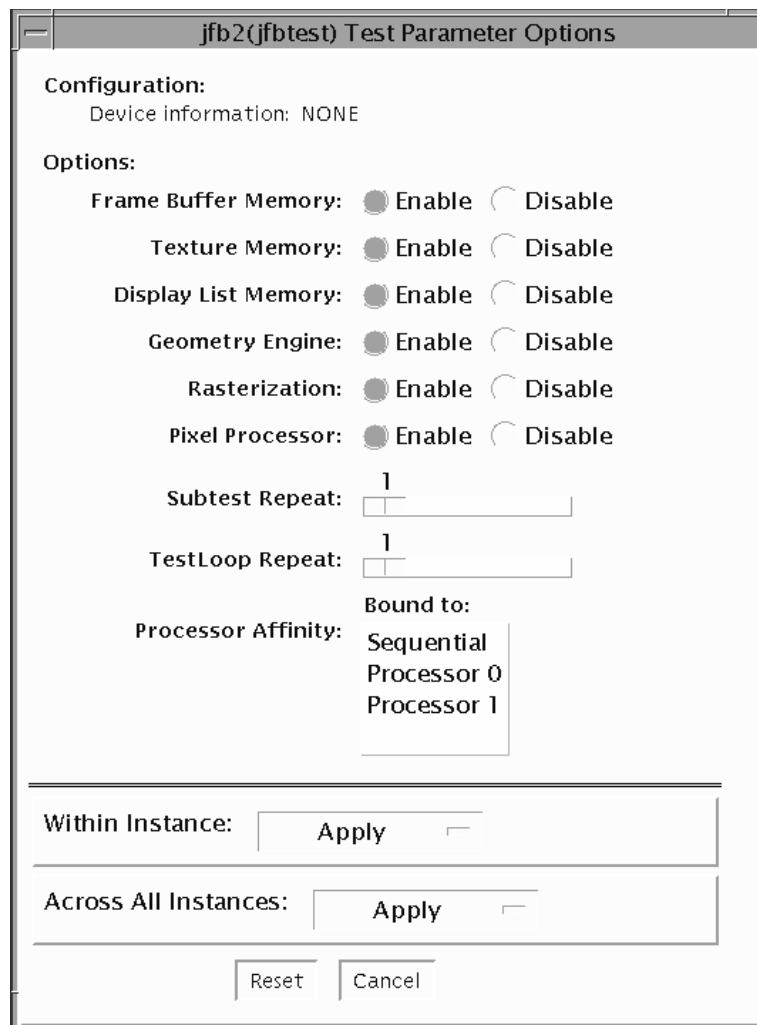 jfb2(jfbtest) Test Parameter Options
Configuration:
Device information: NONE
Options:
Frame Buffer Memory: Enable Disable
Texture Memory: Enable Disable
Display List Memory: Enable Disable
Geometry Engine: Enable Disable
Rasterization: Enable Disable
Pixel Processor: Enable Disable
1
Subtest Repeat:
1
TestLoop Repeat:
Bound to:
Processor Affinity:
Sequential
Processor 0
Processor 1
Within Instance: Apply
Across All Instances: Apply
Reset Cancel